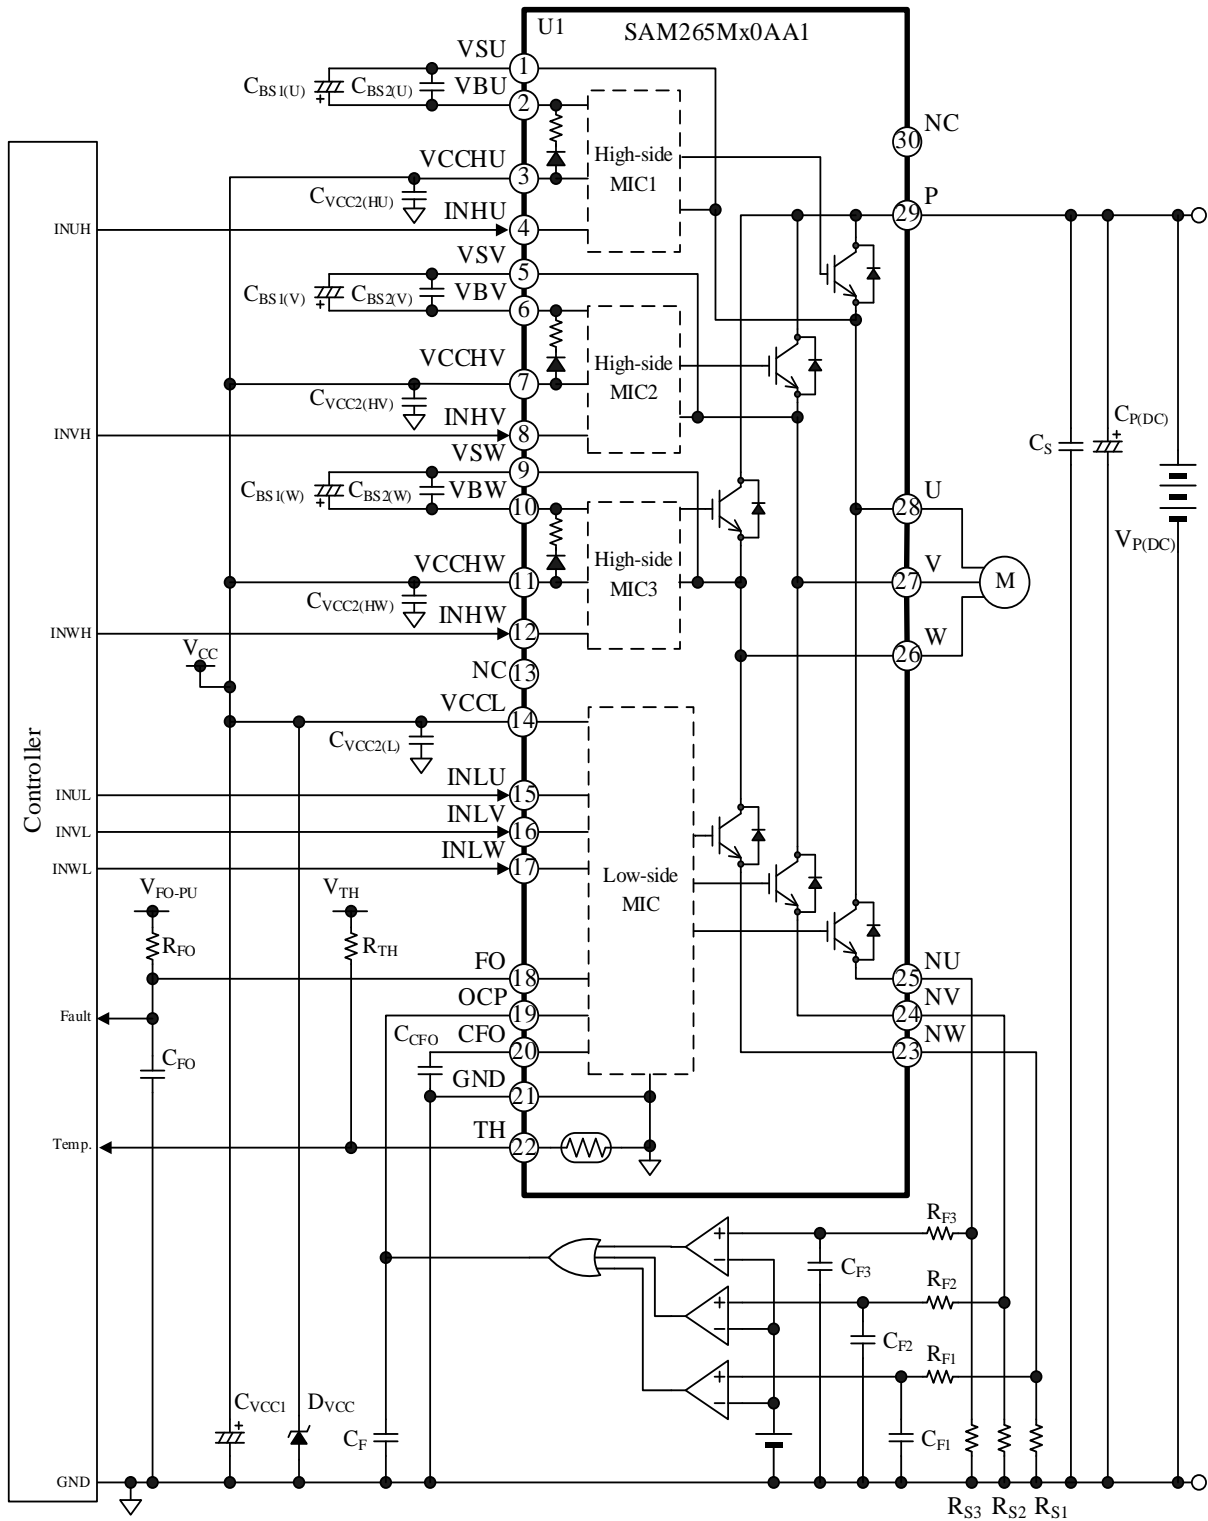 U1
SAM265Mx0AA1
VSU
1
CBS1(U)
CBS2(U)
VBU
2
NC
30
High-side
MIC1
VCCHU
3
CVCC2(HU)
P
29
INUH
INHU
4
VSV
5
CBS1(V)
CBS2(V)
VBV
6
High-side
MIC2
VCCHV
7
CVCC2(HV)
INVH
INHV
8
CP(DC)
+
CS
VSW
9
CBS1(W)
CBS2(W)
VBW
10
U
28
VP(DC)
High-side
MIC3
VCCHW
11
CVCC2(HW)
V
27
M
INWH
INHW
12
W
26
VCC
NC
13
VCCL
14
CVCC2(L)
Controller
INUL
INLU
15
INVL
INLV
16
INWL
INLW
17
Low-side
MIC
VFO-PU
VTH
RFO
RTH
FO
18
NU
25
Fault
OCP
19
NV
24
CCFO
CFO
20
NW
23
CFO
GND
21
Temp.
TH
22
RF3
+
−
CF3
RF2
+
−
CF2
RF1
+
−
CVCC1
+
DVCC
CF
CF1
GND
RS3
RS2
RS1